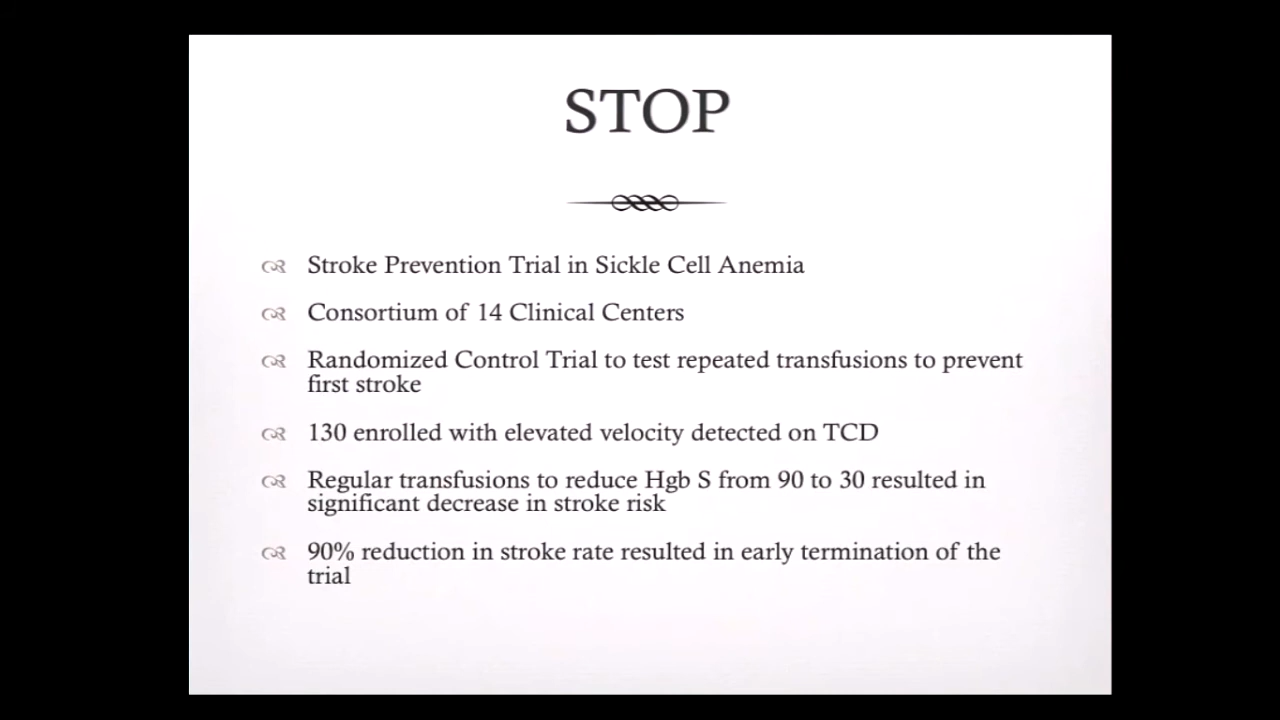 STOP
Stroke Prevention Trial in Sickle Cell Anemia
Consortium of 14 Clinical Centers
Randomized Control Trial to test repeated transfusions to prevent
first stroke
130 enrolled with elevated velocity detected on TCD
Regular transfusions to reduce Hgb S from 90 to 30 resulted in
significant decrease in stroke risk
90% reduction in stroke rate resulted in early termination of the
trial